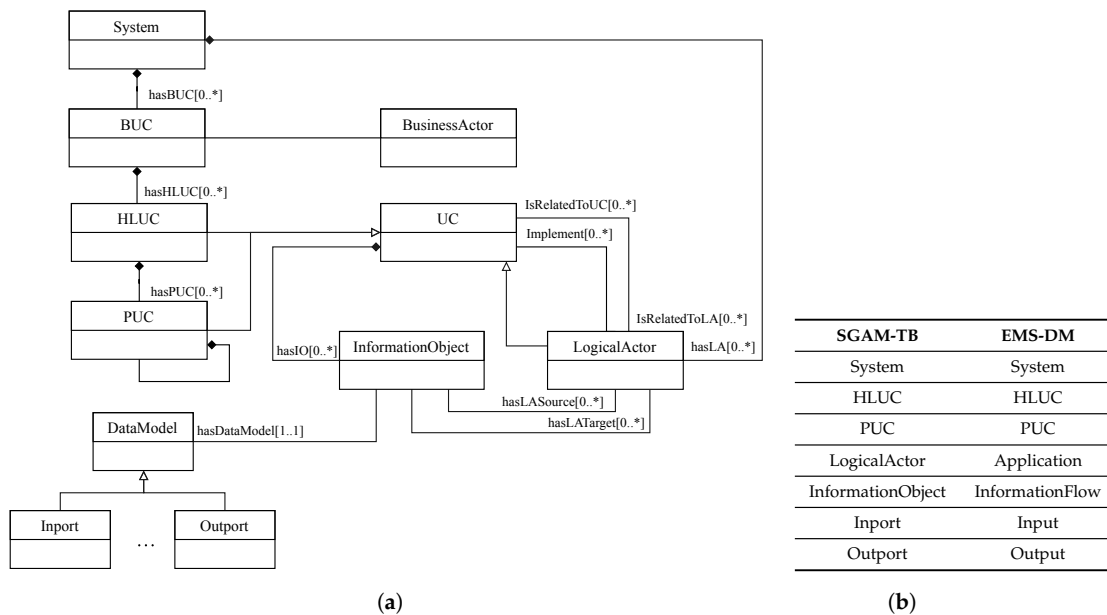 System
hasBUC[0..*]
BUC
BusinessActor
hasHLUC[0..*]
HLUC
UC
IsRelatedToUC[0..*]
Implement[0..*]
hasPUC[0..*]
PUC
IsRelatedToLA[0..*]
hasIO[0..*]
InformationObject
LogicalActor
hasLA[0..*]
hasLASource[0..*]
hasLATarget[0..*]
DataModel
hasDataModel[1..1]
Inport
...
Outport
(a)
SGAM-TB EMS-DM
System System
HLUC HLUC
PUC PUC
LogicalActor Application
InformationObject InformationFlow
Inport Input
Outport Output
(b)